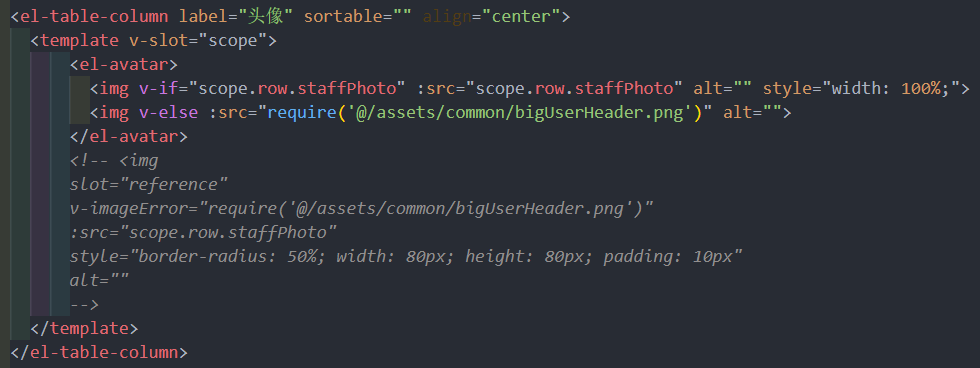 <el-table-column label="头像" sortable="" align="center">
<template v-slot="scope">
<el-avatar>
<img v-if="scope.row.staffPhoto" :src="scope.row.staffPhoto" alt="" style="width: 100%;">
<img v-else :src="require('@/assets/common/bigUserHeader.png')" alt="">
</el-avatar>
<!-- <img
slot="reference"
v-imageError="require('@/assets/common/bigUserHeader.png')"
:src="scope.row.staffPhoto"
style="border-radius: 50%; width: 80px; height: 80px; padding: 10px"
alt=""
-->
</template>
</el-table-column>